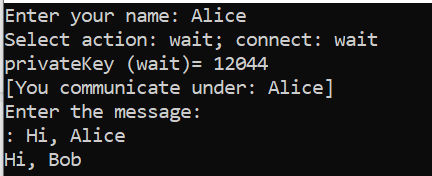 Enter your name: Alice
Select action: wait; connect: wait
privateKey (wait)= 12044
[You communicate under: Alice]
Enter the message:
: Hi, Alice
Hi, Bob